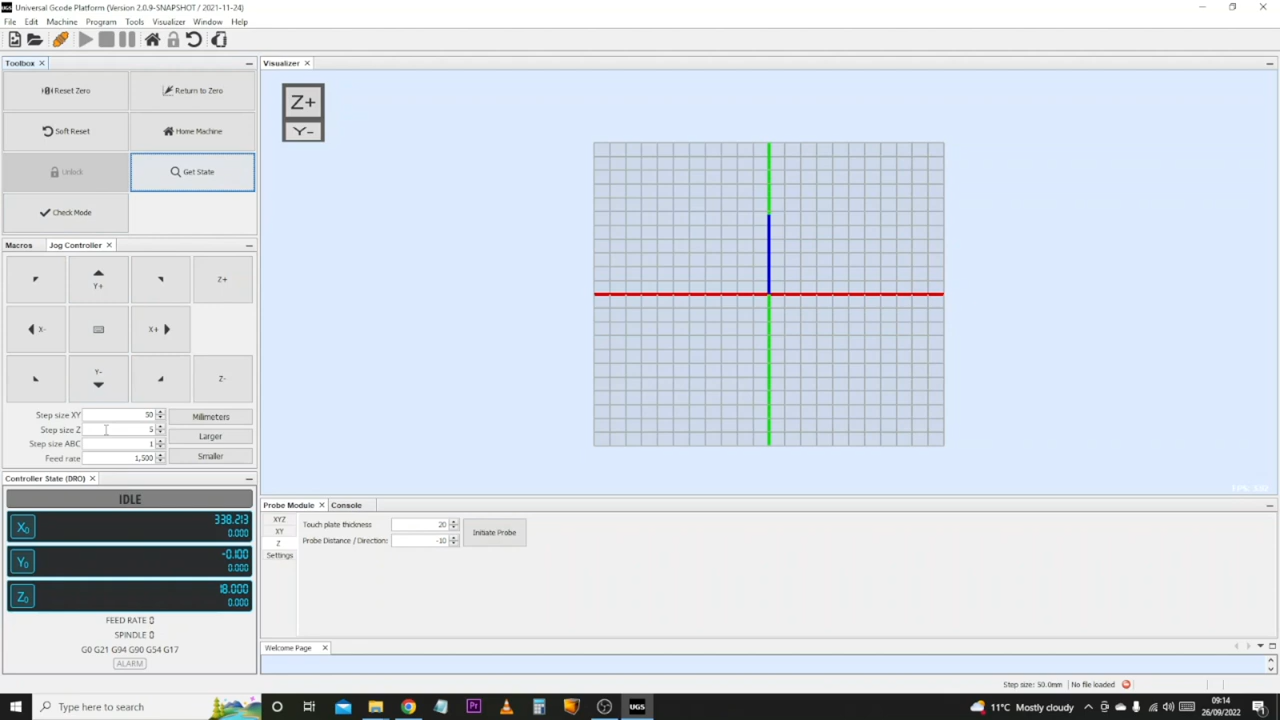 Universal Gcode Platform (Version 2.0.9-SNAPSHOT / 2021-11-24)
File Edit Machine Program Tools Visualizer Window Help
Toolbox
Reset Zero
Return to Zero
Soft Reset
Home Machine
Unlock
Get State
Check Mode
Macros Jog Controller
Y+
Z+
X-
X+
Y-
Z-
Step size XY 50 Milimeters
Step size Z 5
Step size ABC 1 Larger
Feed rate 1,500 Smaller
Controller State (DRO)
IDLE
X0 338.213
0.000
Y0 -0.100
0.000
Z0 18.000
0.000
FEED RATE 0
SPINDLE 0
G0 G21 G94 G90 G54 G17
ALARM
Visualizer
Z+
Y-
Probe Module Console
XYZ
XY
Z
Settings
Touch plate thickness 20
Probe Distance / Direction: -10
Initiate Probe
Welcome Page
Step size: 50.0mm No file loaded
Type here to search
Pr
UGS
11°C Mostly cloudy
09:14
26/09/2022